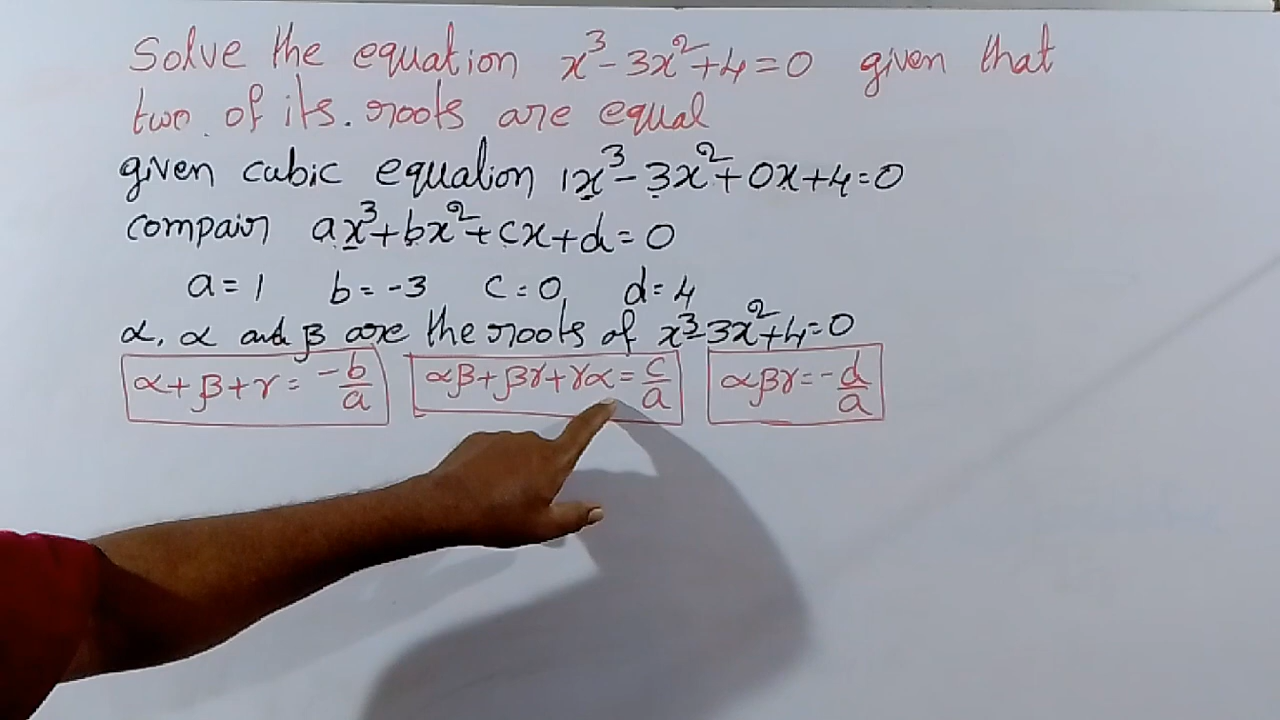 Solve the equation x³-3x²+4=0 given that
two of its roots are equal
given cubic equation 1x³-3x²+0x+4=0
compair ax³+bx²+cx+d=0
a=1 b=-3 c=0, d=4
α, α and β are the roots of x³-3x²+4=0
α+β+γ=-b/a αβ+βγ+γα=c/a αβγ=-d/a